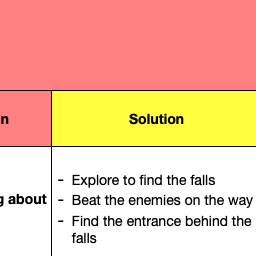 n Solution
- Explore to find the falls
g about - Beat the enemies on the way
- Find the entrance behind the
falls